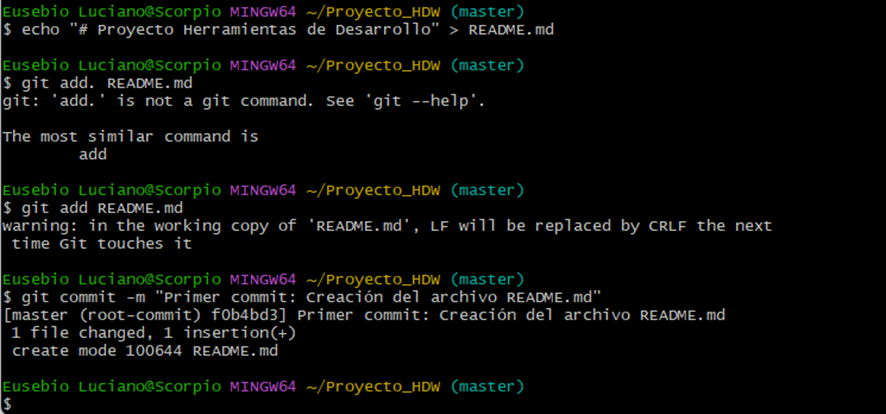 Eusebio Luciano@Scorpio MINGW64 ~/Proyecto_HDW (master)
$ echo "# Proyecto Herramientas de Desarrollo" > README.md
Eusebio Luciano@Scorpio MINGW64 ~/Proyecto_HDW (master)
$ git add. README.md
git: 'add.' is not a git command. See 'git --help'.
The most similar command is
        add
Eusebio Luciano@Scorpio MINGW64 ~/Proyecto_HDW (master)
$ git add README.md
warning: in the working copy of 'README.md', LF will be replaced by CRLF the next
 time Git touches it
Eusebio Luciano@Scorpio MINGW64 ~/Proyecto_HDW (master)
$ git commit -m "Primer commit: Creación del archivo README.md"
[master (root-commit) f0b4bd3] Primer commit: Creación del archivo README.md
 1 file changed, 1 insertion(+)
 create mode 100644 README.md
Eusebio Luciano@Scorpio MINGW64 ~/Proyecto_HDW (master)
$